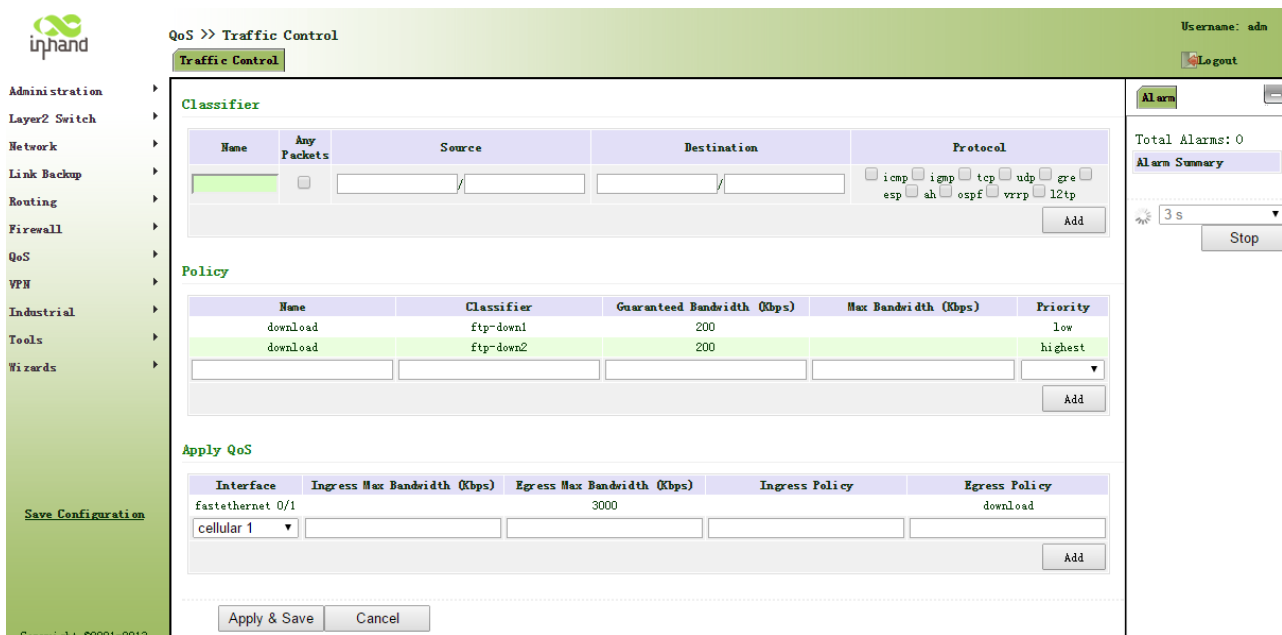 inhand
QoS >> Traffic Control
Username: adm
Traffic Control
Logout
Administration
Layer2 Switch
Network
Link Backup
Routing
Firewall
QoS
VPN
Industrial
Tools
Wizards
Save Configuration
Classifier
Name Any Packets Source Destination Protocol
/ /
icmp igmp tcp udp gre
esp ah ospf vrrp l2tp
Add
Policy
Name Classifier Guaranteed Bandwidth (Kbps) Max Bandwidth (Kbps) Priority
download ftp-down1 200 low
download ftp-down2 200 highest
Add
Apply QoS
Interface Ingress Max Bandwidth (Kbps) Egress Max Bandwidth (Kbps) Ingress Policy Egress Policy
fastethernet 0/1 3000 download
cellular 1
Add
Apply & Save Cancel
Alarm
Total Alarms: 0
Alarm Summary
3 s
Stop